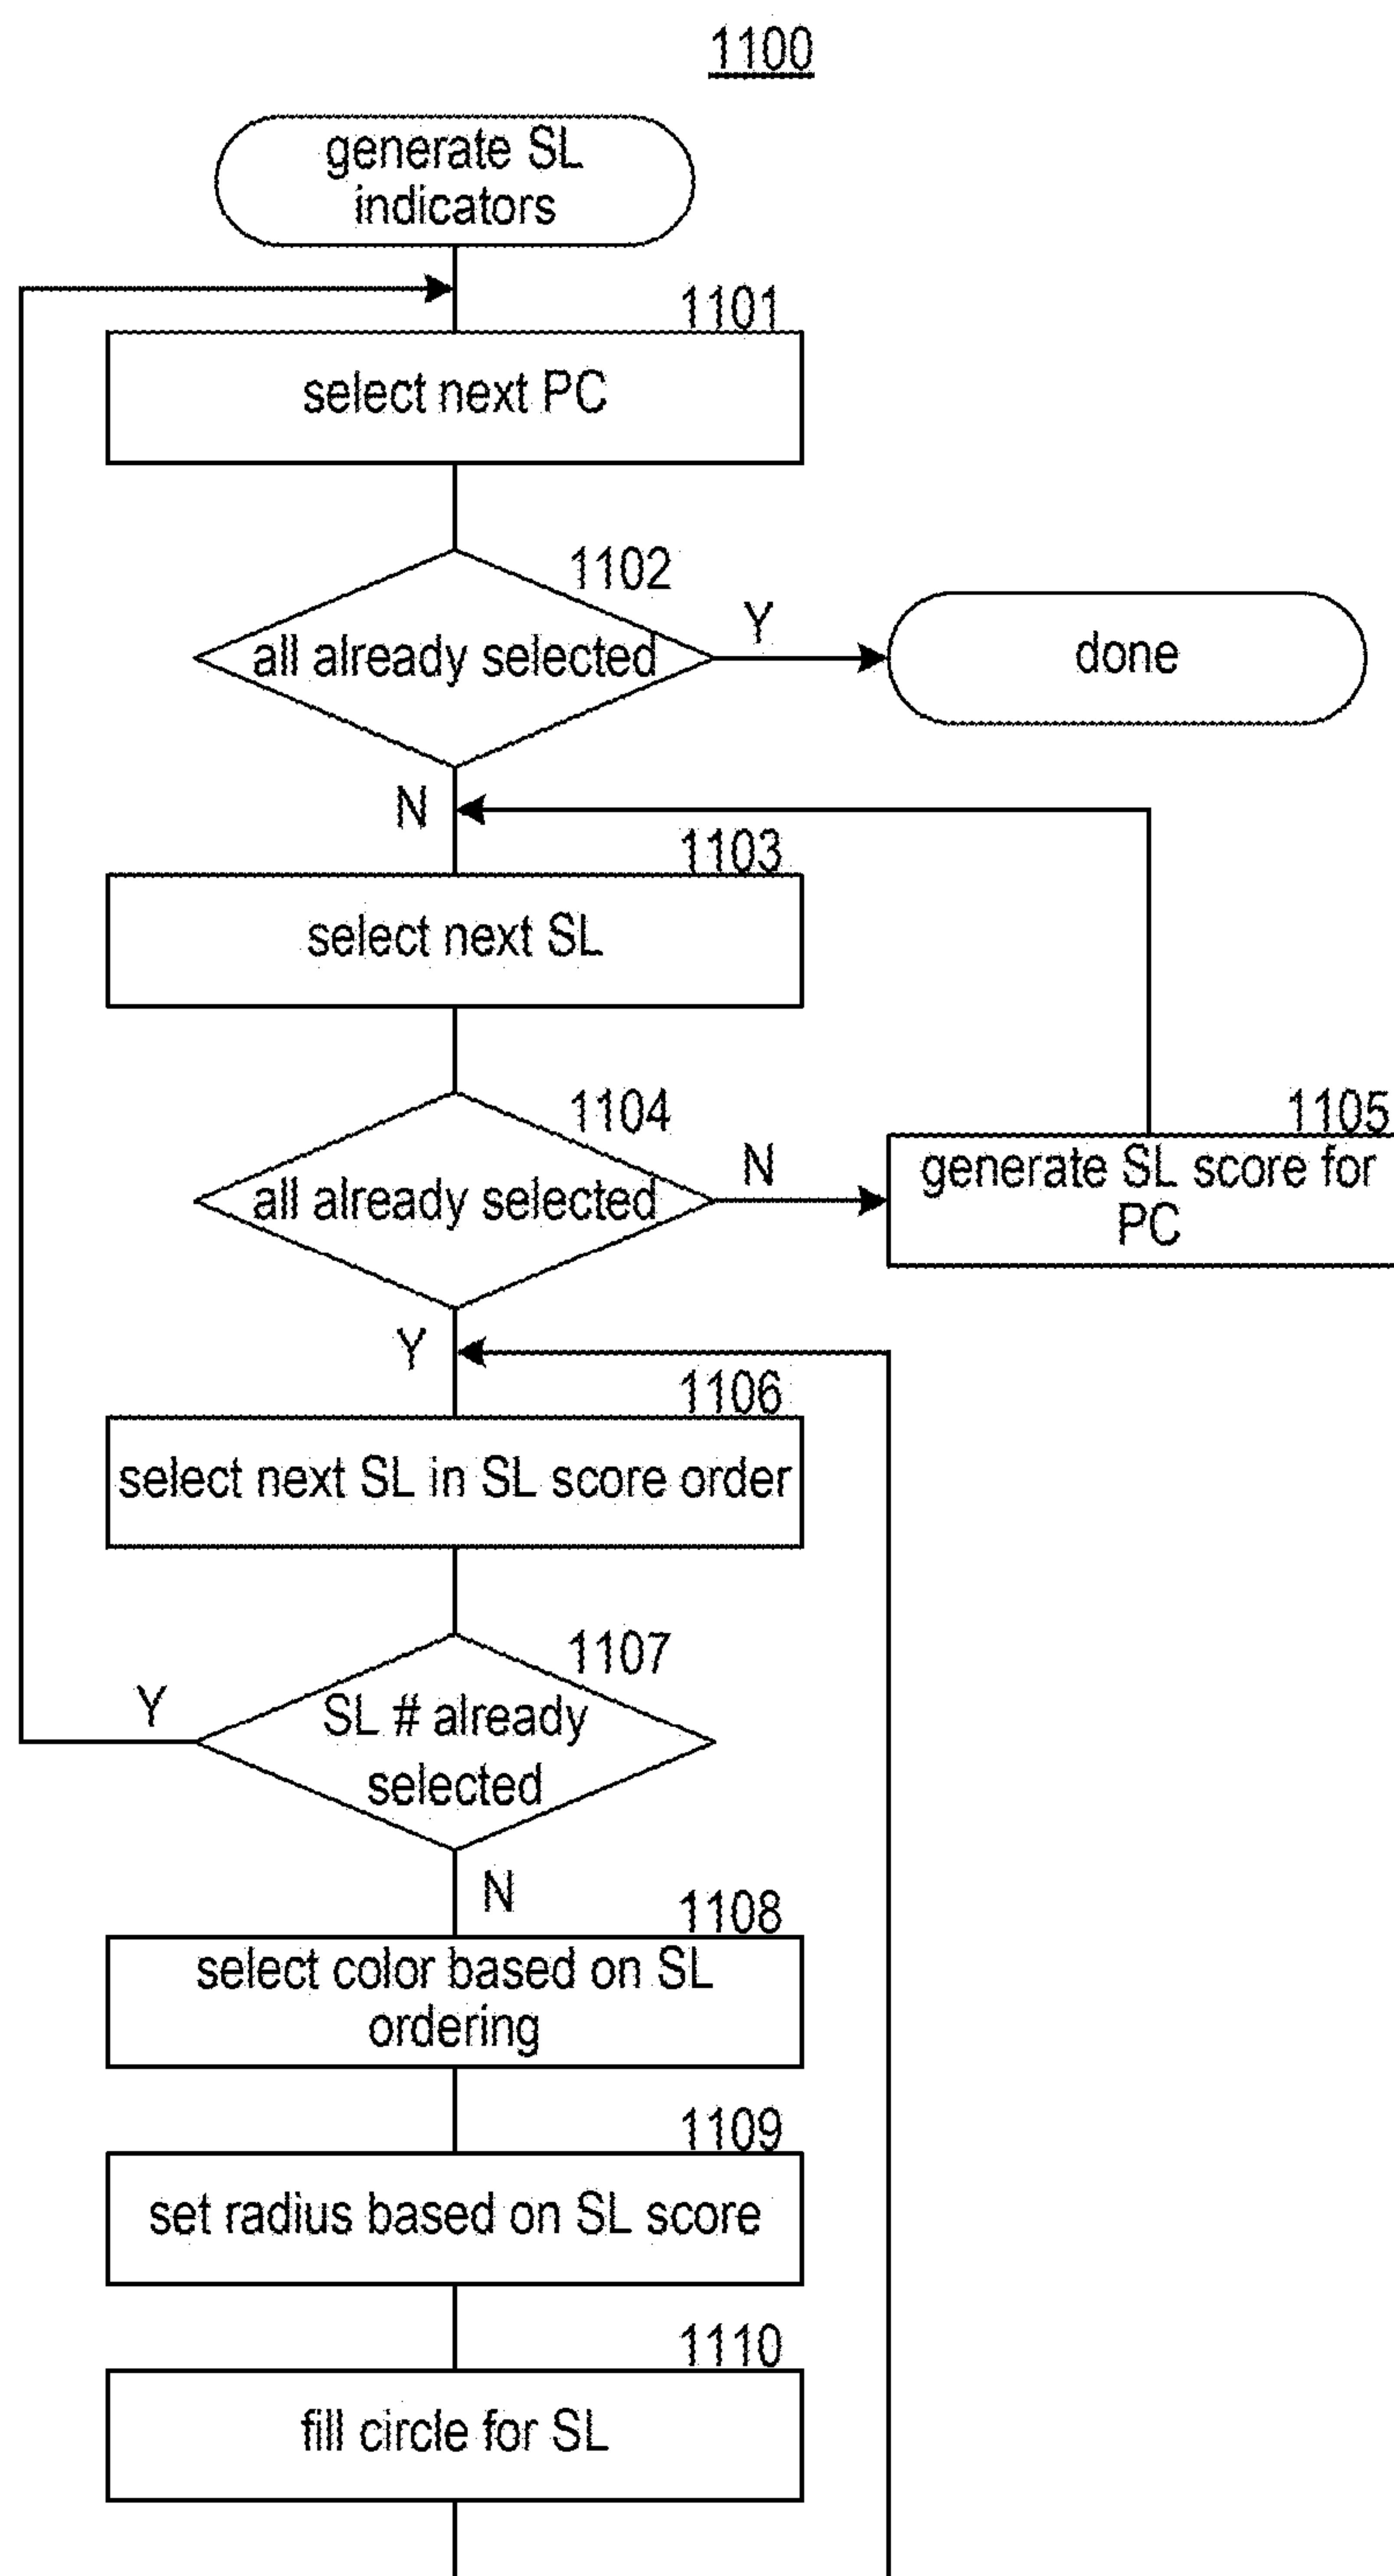 1100
generate SL
indicators
1101
select next PC
1102
all already selected
Y
done
N
1103
select next SL
1104
all already selected
N
1105
generate SL score for
PC
Y
1106
select next SL in SL score order
1107
Y
SL # already
selected
N
1108
select color based on SL
ordering
1109
set radius based on SL score
1110
fill circle for SL